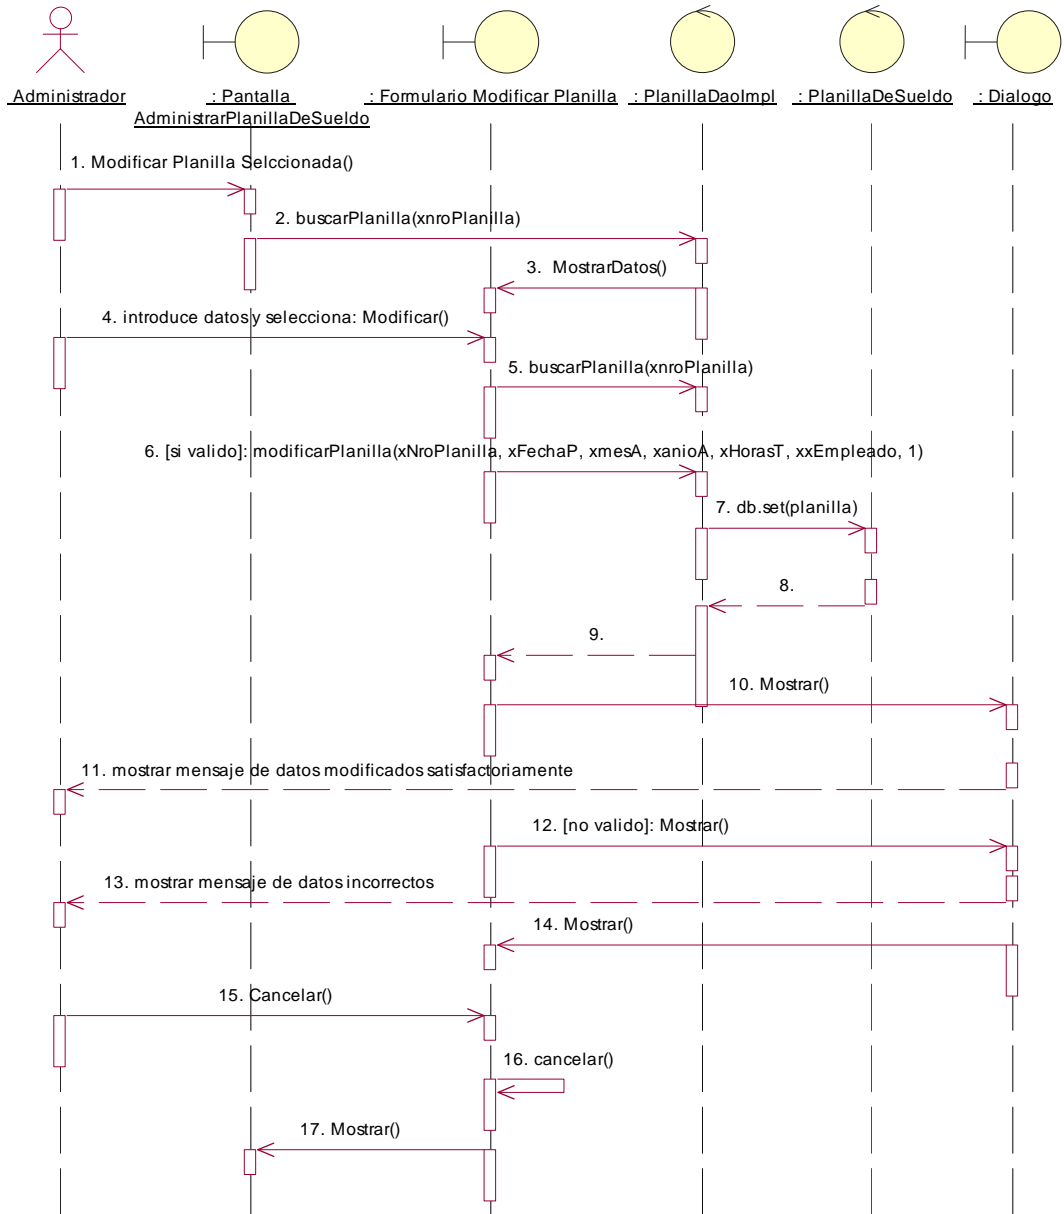 Administrador
: Pantalla
AdministrarPlanillaDeSueldo
: Formulario Modificar Planilla
: PlanillaDaoImpl
: PlanillaDeSueldo
: Dialogo
1. Modificar Planilla Selccionada()
2. buscarPlanilla(xnroPlanilla)
3. MostrarDatos()
4. introduce datos y selecciona: Modificar()
5. buscarPlanilla(xnroPlanilla)
6. [si valido]: modificarPlanilla(xNroPlanilla, xFechaP, xmesA, xanioA, xHorasT, xxEmpleado, 1)
7. db.set(planilla)
8.
9.
10. Mostrar()
11. mostrar mensaje de datos modificados satisfactoriamente
12. [no valido]: Mostrar()
13. mostrar mensaje de datos incorrectos
14. Mostrar()
15. Cancelar()
16. cancelar()
17. Mostrar()